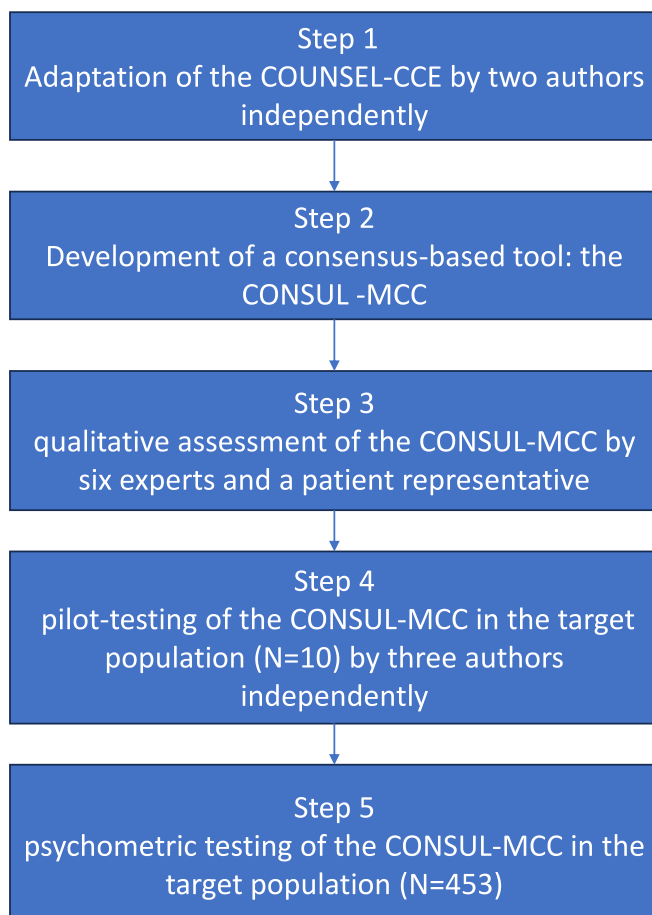 Step 1
Adaptation of the COUNSEL-CCE by two authors
independently
Step 2
Development of a consensus-based tool: the
CONSUL -MCC
Step 3
qualitative assessment of the CONSUL-MCC by
six experts and a patient representative
Step 4
pilot-testing of the CONSUL-MCC in the target
population (N=10) by three authors
independently
Step 5
psychometric testing of the CONSUL-MCC in the
target population (N=453)